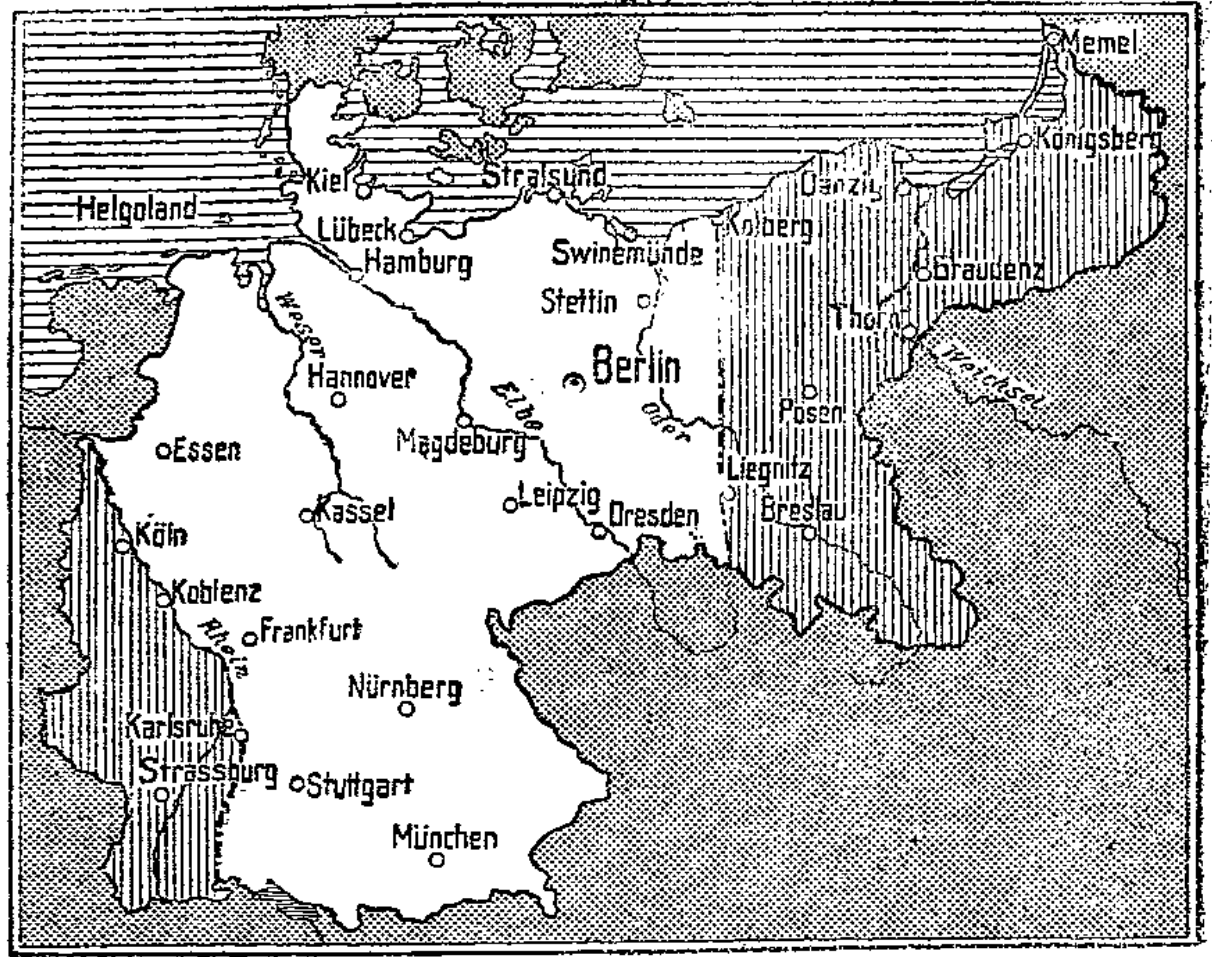 Memel
Königsberg
Kiel
Stralsund
Danzig
Helgoland
Lübeck
Kolberg
Hamburg
Swinemünde
Graudenz
Stettin
Weser
Thorn
Berlin
Hannover
Weichsel
Elbe
Oder
Posen
Magdeburg
Essen
Liegnitz
Leipzig
Kassel
Dresden
Breslau
Köln
Koblenz
Rhein
Frankfurt
Nürnberg
Karlsruhe
Strassburg
Stuttgart
München